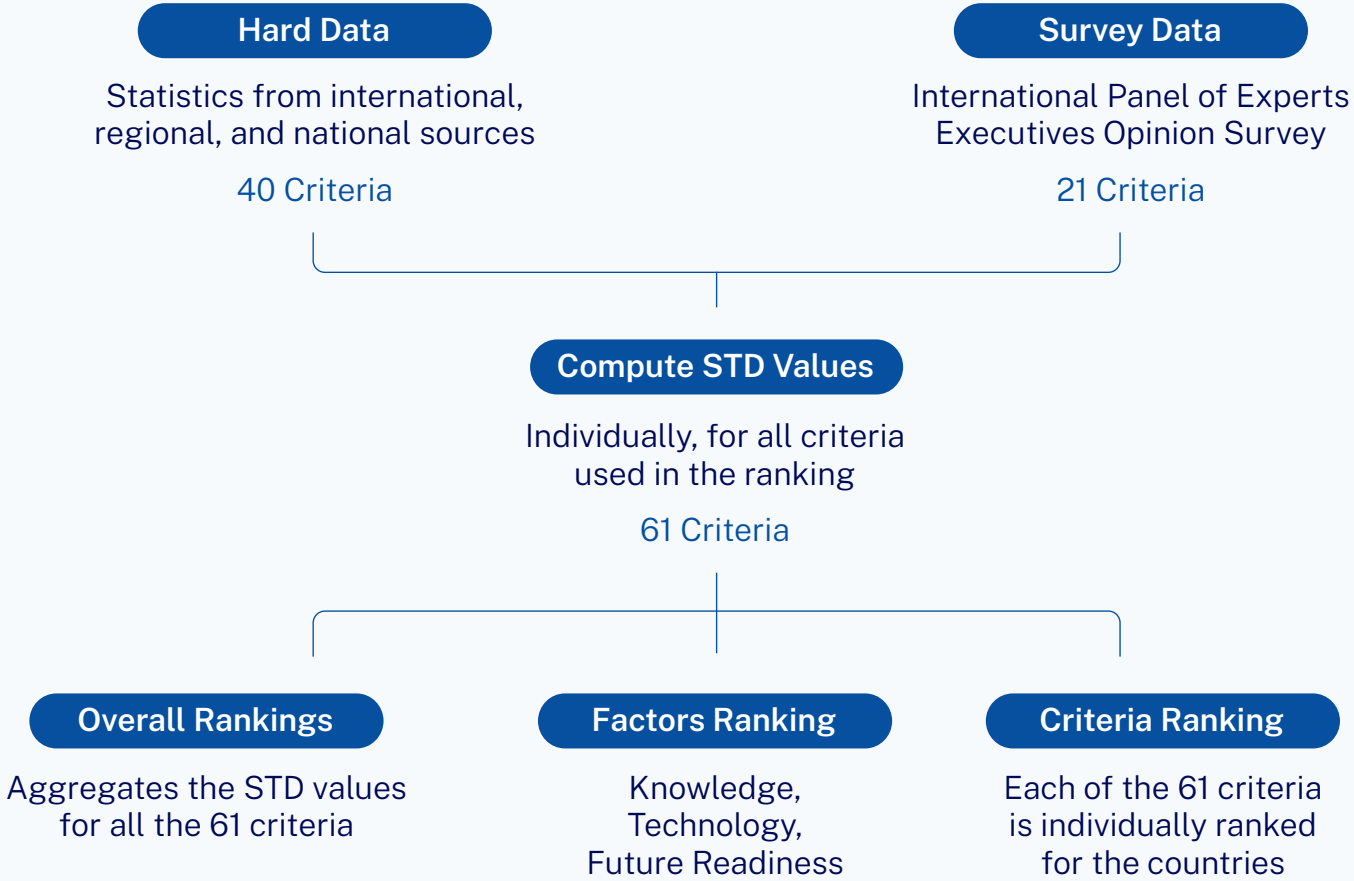 Hard Data
Statistics from international,
regional, and national sources
40 Criteria
Survey Data
International Panel of Experts
Executives Opinion Survey
21 Criteria
Compute STD Values
Individually, for all criteria
used in the ranking
61 Criteria
Overall Rankings
Aggregates the STD values
for all the 61 criteria
Factors Ranking
Knowledge,
Technology,
Future Readiness
Criteria Ranking
Each of the 61 criteria
is individually ranked
for the countries